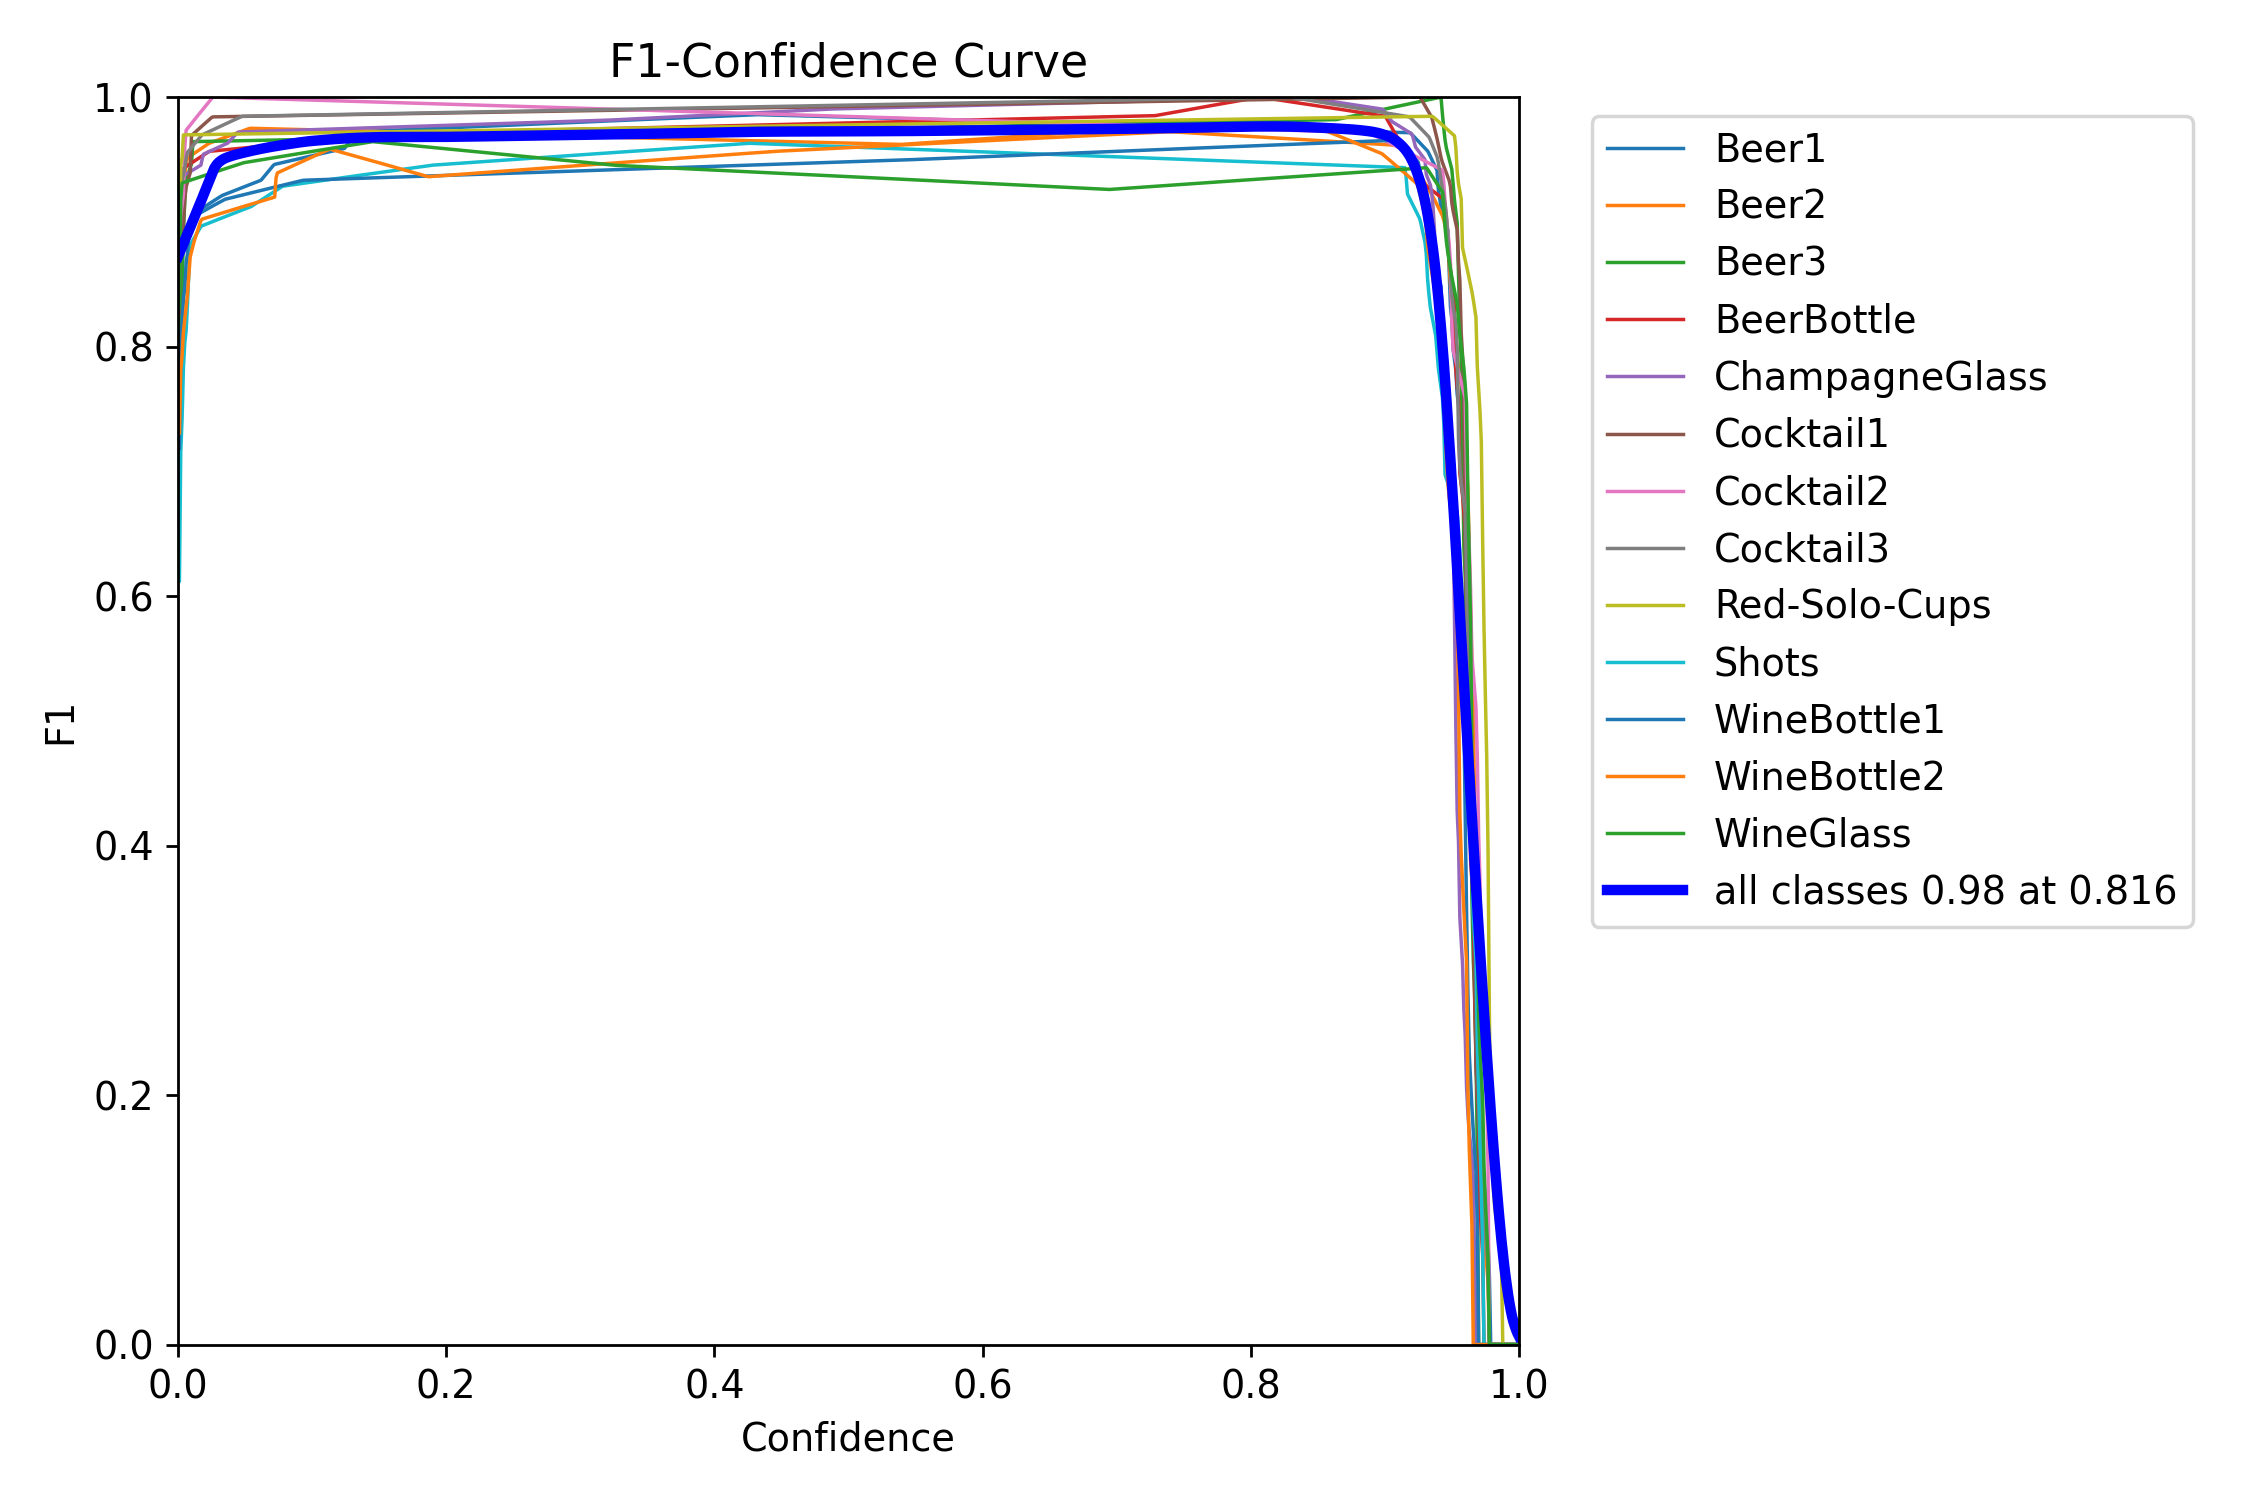 F1-Confidence Curve
1.0
0.8
0.6
0.4
0.2
0.0
F1
0.0 0.2 0.4 0.6 0.8 1.0
Confidence
Beer1
Beer2
Beer3
BeerBottle
ChampagneGlass
Cocktail1
Cocktail2
Cocktail3
Red-Solo-Cups
Shots
WineBottle1
WineBottle2
WineGlass
all classes 0.98 at 0.816